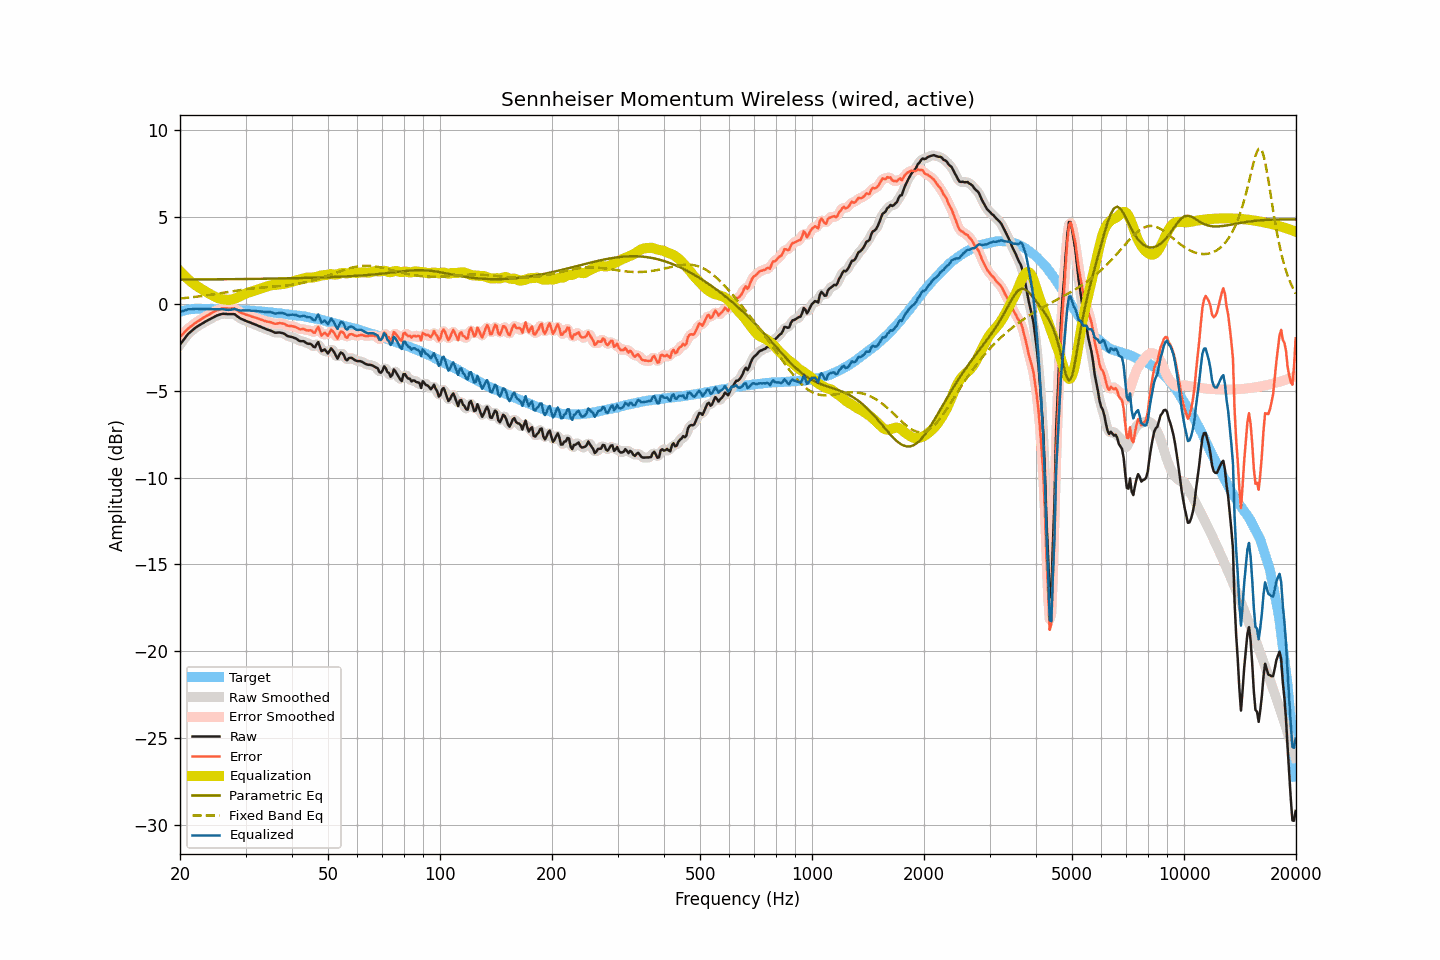 Sennheiser Momentum Wireless (wired, active)
10
5
0
−5
−10
−15
−20
−25
−30
Amplitude (dBr)
Target
Raw Smoothed
Error Smoothed
Raw
Error
Equalization
Parametric Eq
Fixed Band Eq
Equalized
20 50 100 200 500 1000 2000 5000 10000 20000
Frequency (Hz)